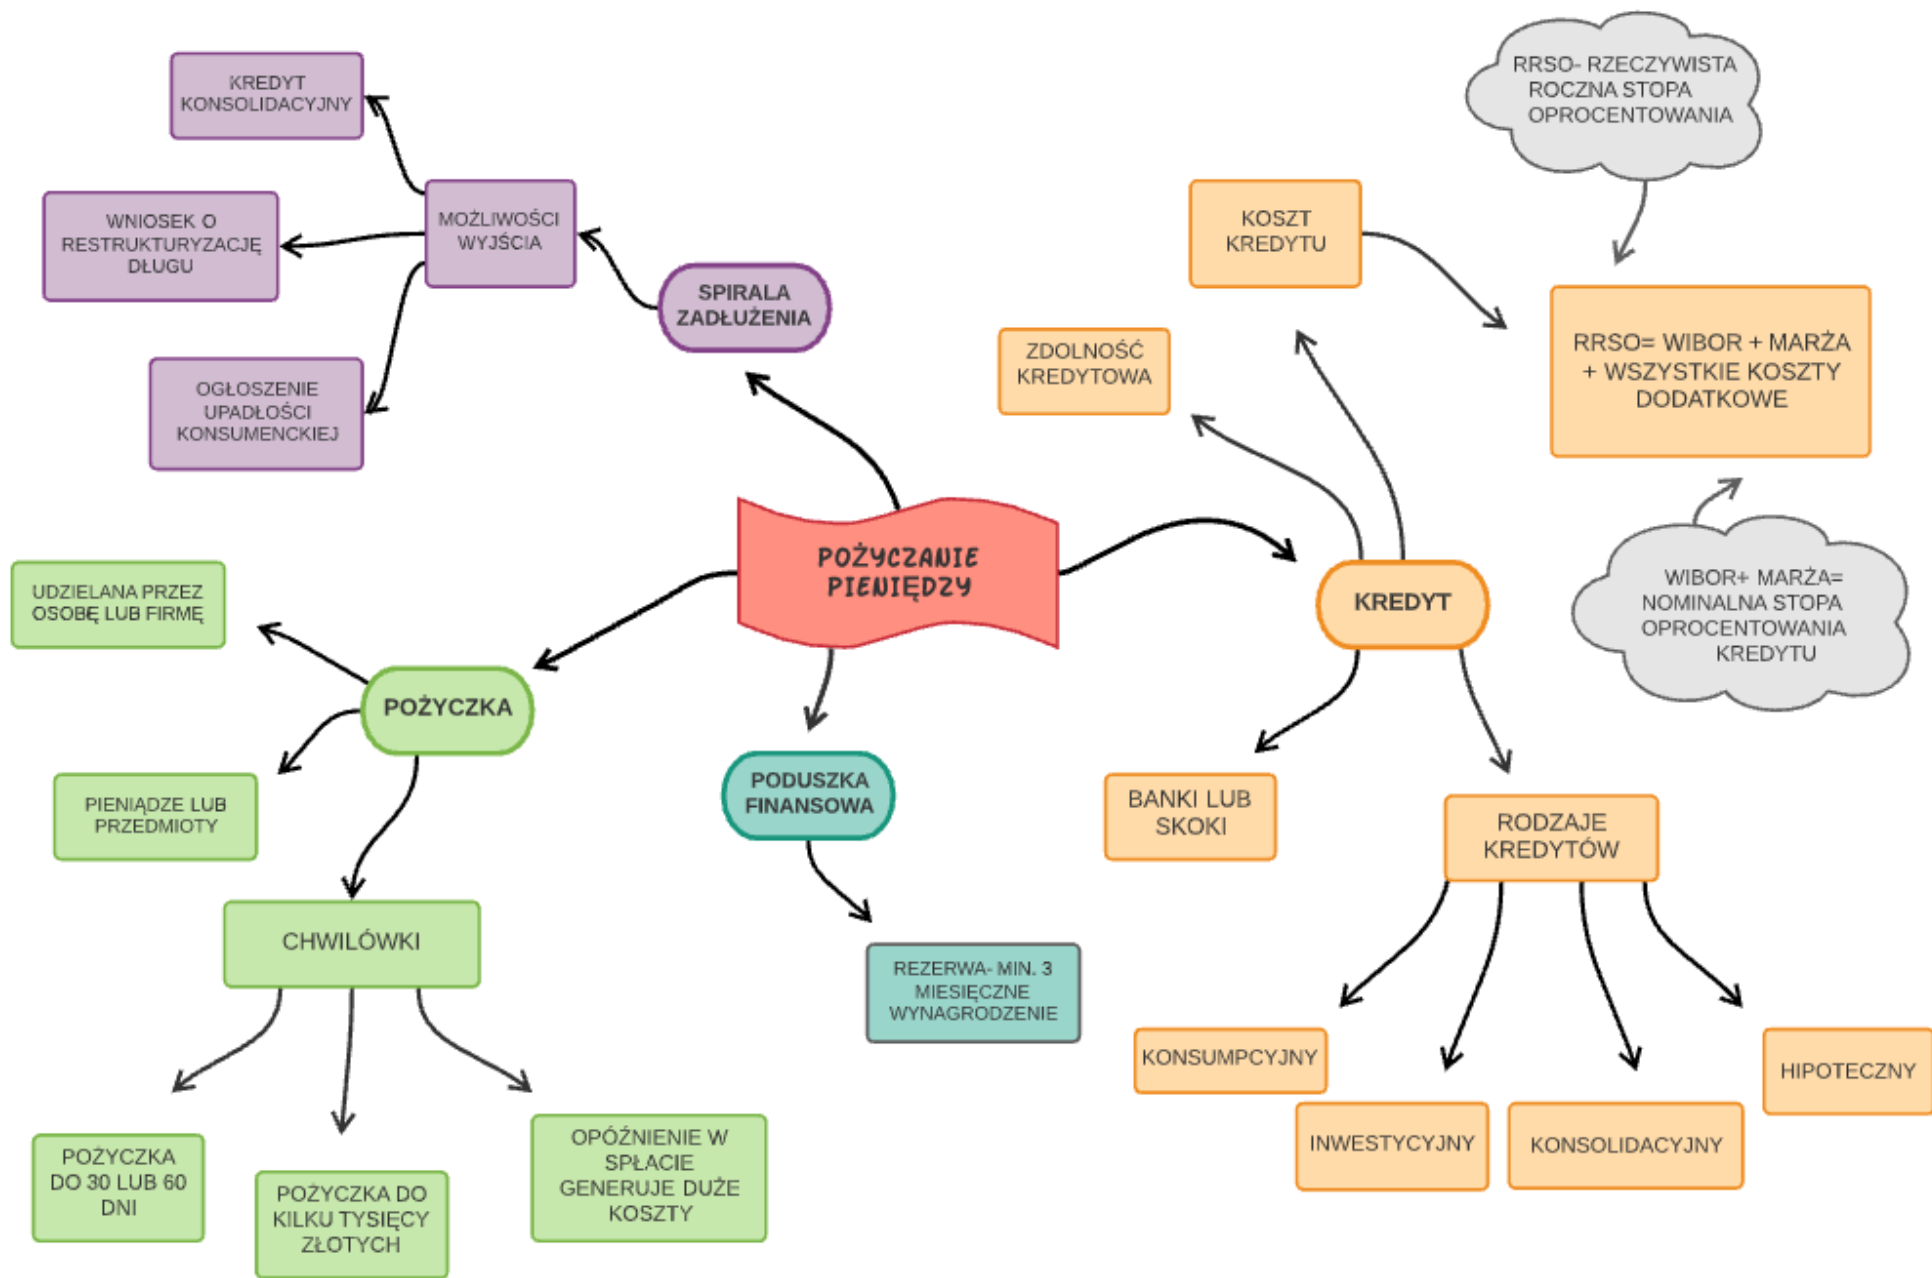 KREDYT
KONSOLIDACYJNY
WNIOSEK O
RESTRUKTURYZACJĘ
DŁUGU
OGŁOSZENIE
UPADŁOŚCI
KONSUMENCKIEJ
MOŻLIWOŚCI
WYJŚCIA
SPIRALA
ZADŁUŻENIA
RRSO- RZECZYWISTA
ROCZNA STOPA
OPROCENTOWANIA
KOSZT
KREDYTU
ZDOLNOŚĆ
KREDYTOWA
RRSO= WIBOR + MARŻA
+ WSZYSTKIE KOSZTY
DODATKOWE
WIBOR+ MARŻA=
NOMINALNA STOPA
OPROCENTOWANIA
KREDYTU
POŻYCZANIE
PIENIĘDZY
KREDYT
UDZIELANA PRZEZ
OSOBĘ LUB FIRMĘ
POŻYCZKA
PIENIĄDZE LUB
PRZEDMIOTY
PODUSZKA
FINANSOWA
BANKI LUB
SKOKI
RODZAJE
KREDYTÓW
CHWILÓWKI
REZERWA- MIN. 3
MIESIĘCZNE
WYNAGRODZENIE
KONSUMPCYJNY
INWESTYCYJNY
KONSOLIDACYJNY
HIPOTECZNY
POŻYCZKA
DO 30 LUB 60
DNI
POŻYCZKA DO
KILKU TYSIĘCY
ZŁOTYCH
OPÓŹNIENIE W
SPŁACIE
GENERUJE DUŻE
KOSZTY